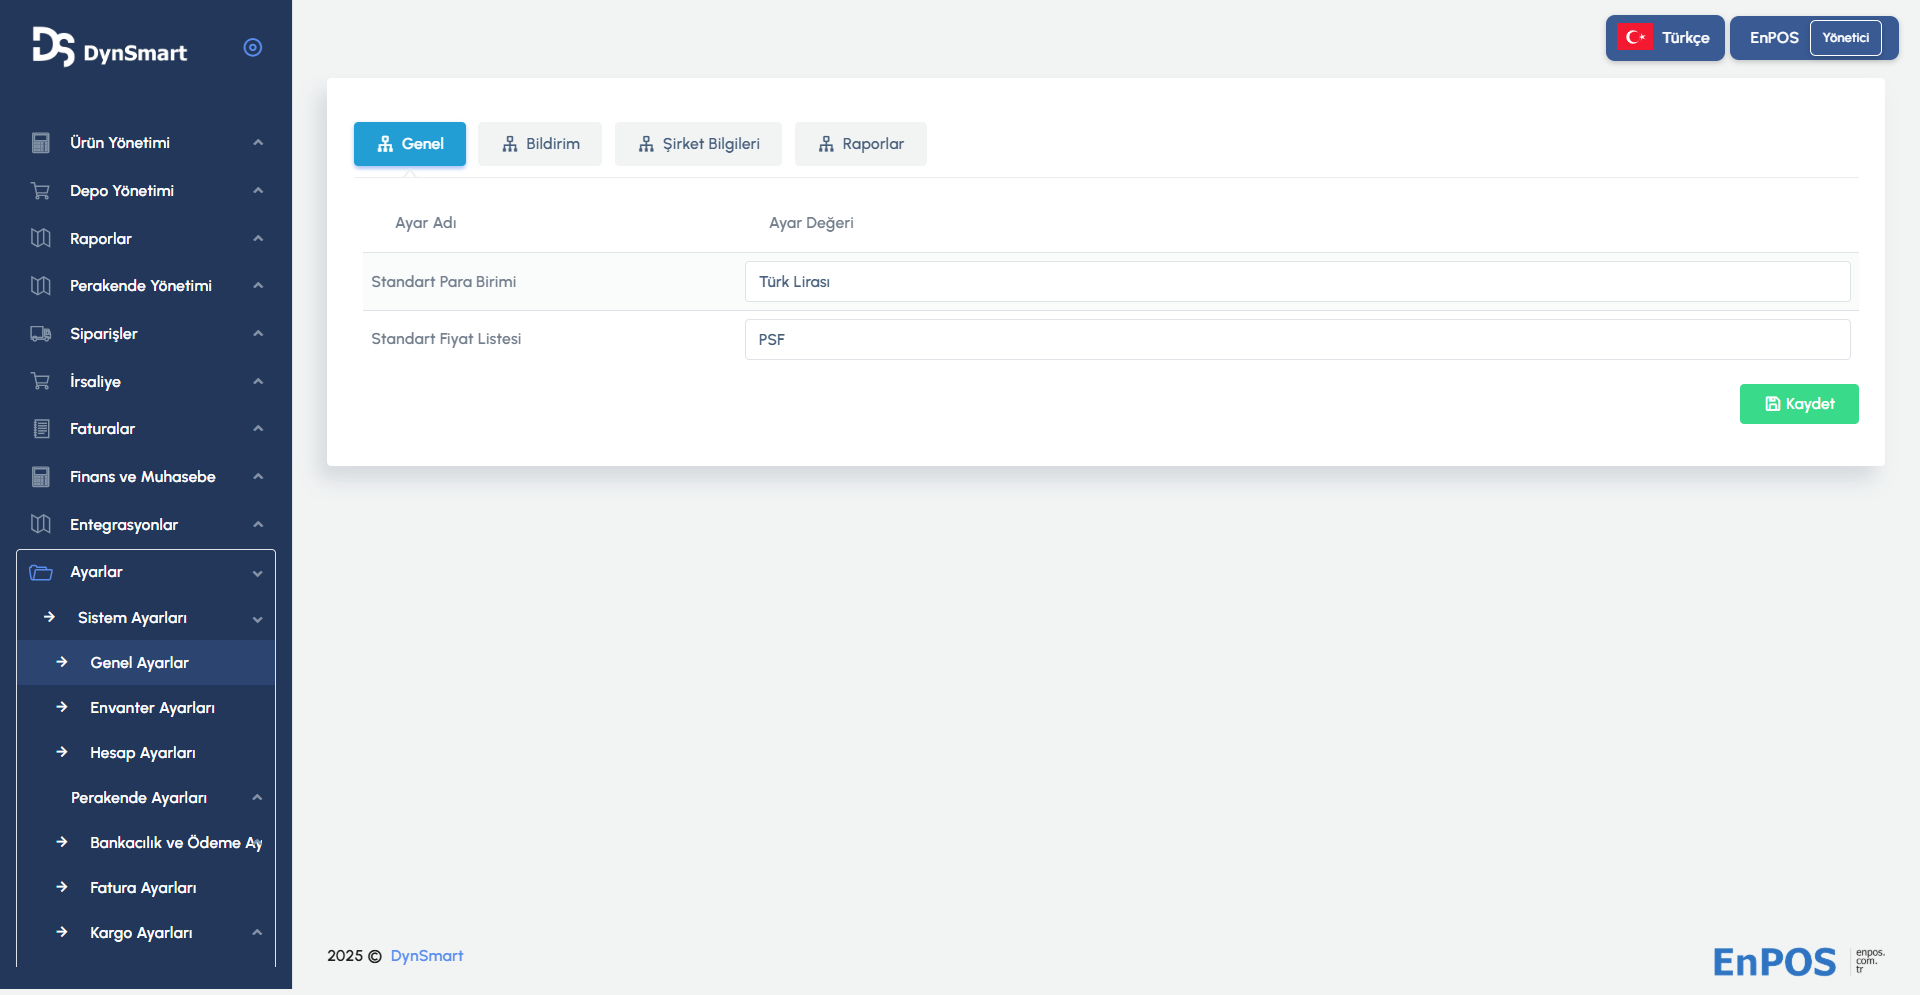 DynSmart
Türkçe
EnPOS
Yönetici
Ürün Yönetimi
Depo Yönetimi
Raporlar
Perakende Yönetimi
Siparişler
İrsaliye
Faturalar
Finans ve Muhasebe
Entegrasyonlar
Ayarlar
Sistem Ayarları
Genel Ayarlar
Envanter Ayarları
Hesap Ayarları
Perakende Ayarları
Bankacılık ve Ödeme Ay
Fatura Ayarları
Kargo Ayarları
Genel
Bildirim
Şirket Bilgileri
Raporlar
Ayar Adı
Ayar Değeri
Standart Para Birimi
Türk Lirası
Standart Fiyat Listesi
PSF
Kaydet
2025 © DynSmart
EnPOS
enpos.
com.
tr